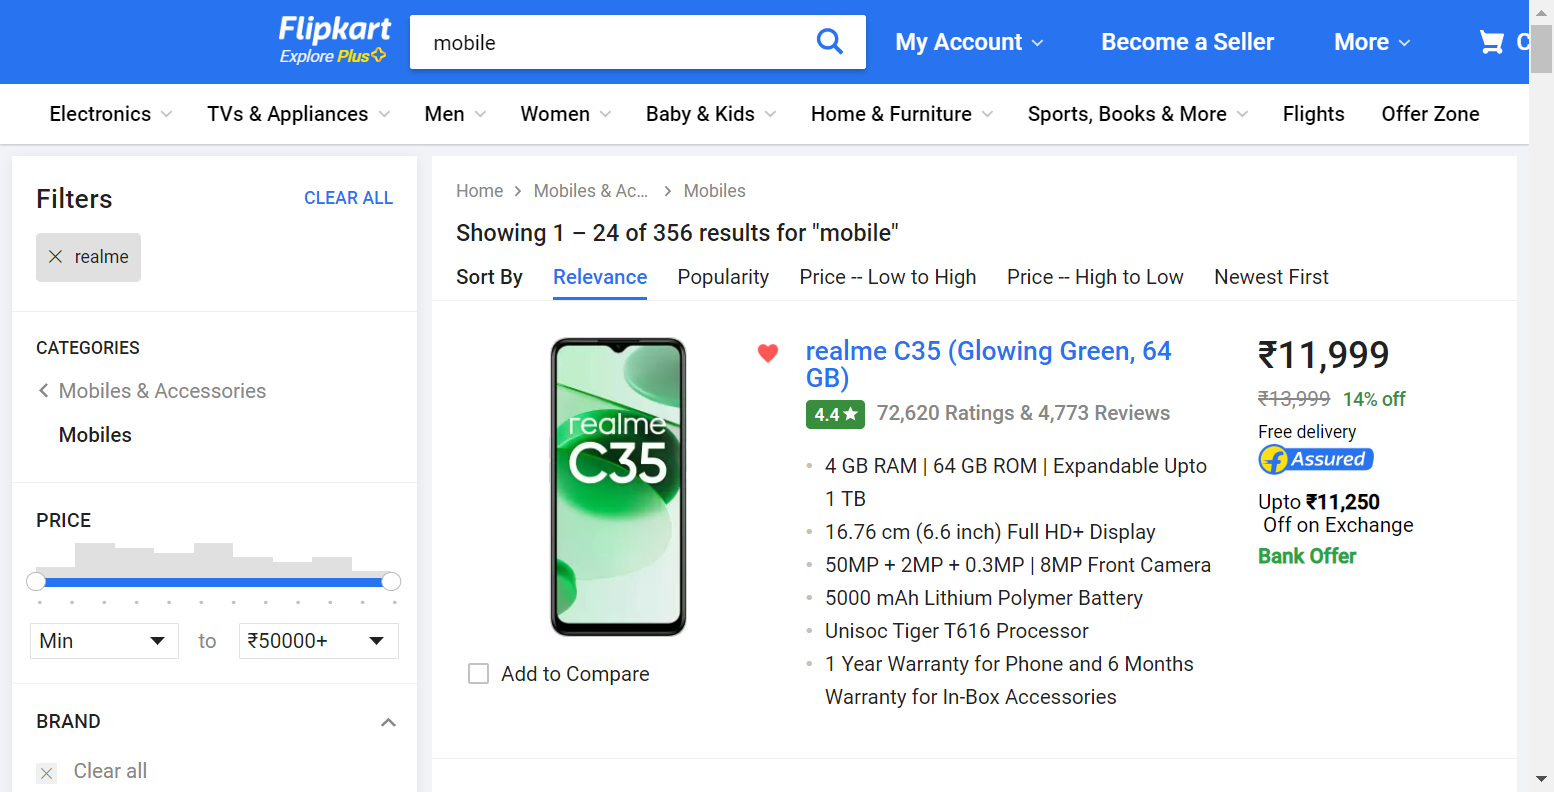 Flipkart
Explore Plus
mobile
My Account
Become a Seller
More
Electronics
TVs & Appliances
Men
Women
Baby & Kids
Home & Furniture
Sports, Books & More
Flights
Offer Zone
Filters
CLEAR ALL
realme
CATEGORIES
Mobiles & Accessories
Mobiles
PRICE
Min
to
₹50000+
BRAND
Clear all
Home
Mobiles & Ac...
Mobiles
Showing 1 – 24 of 356 results for "mobile"
Sort By
Relevance
Popularity
Price -- Low to High
Price -- High to Low
Newest First
realme
C35
Add to Compare
realme C35 (Glowing Green, 64
GB)
4.4
72,620 Ratings & 4,773 Reviews
4 GB RAM | 64 GB ROM | Expandable Upto
1 TB
16.76 cm (6.6 inch) Full HD+ Display
50MP + 2MP + 0.3MP | 8MP Front Camera
5000 mAh Lithium Polymer Battery
Unisoc Tiger T616 Processor
1 Year Warranty for Phone and 6 Months
Warranty for In-Box Accessories
₹11,999
₹13,999 14% off
Free delivery
Assured
Upto ₹11,250
Off on Exchange
Bank Offer